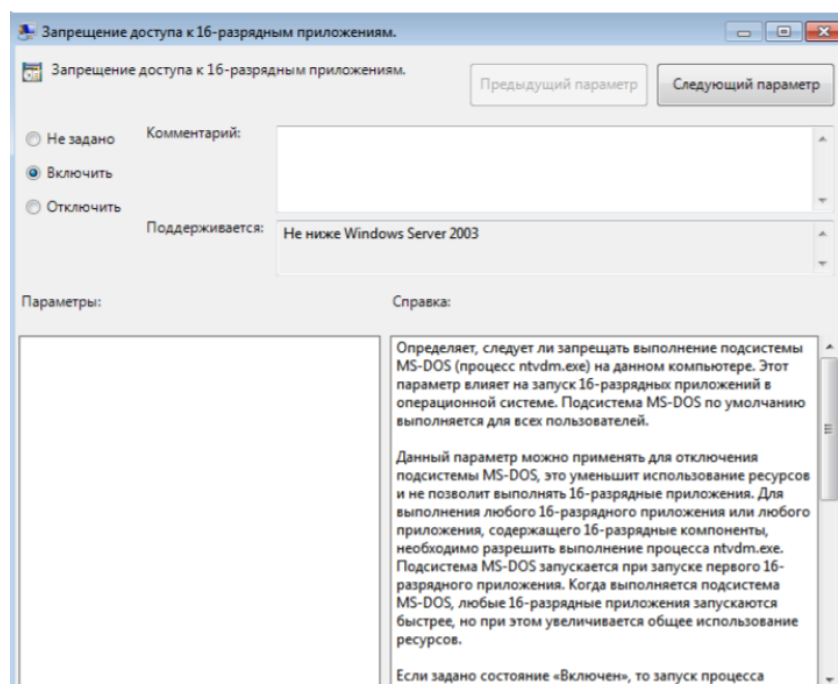 Запрещение доступа к 16-разрядным приложениям.
Запрещение доступа к 16-разрядным приложениям.
Предыдущий параметр
Следующий параметр
Не задано
Комментарий:
Включить
Отключить
Поддерживается:
Не ниже Windows Server 2003
Параметры:
Справка:
Определяет, следует ли запрещать выполнение подсистемы
MS-DOS (процесс ntvdm.exe) на данном компьютере. Этот
параметр влияет на запуск 16-разрядных приложений в
операционной системе. Подсистема MS-DOS по умолчанию
выполняется для всех пользователей.
Данный параметр можно применять для отключения
подсистемы MS-DOS, это уменьшит использование ресурсов
и не позволит выполнять 16-разрядные приложения. Для
выполнения любого 16-разрядного приложения или любого
приложения, содержащего 16-разрядные компоненты,
необходимо разрешить выполнение процесса ntvdm.exe.
Подсистема MS-DOS запускается при запуске первого 16-
разрядного приложения. Когда выполняется подсистема
MS-DOS, любые 16-разрядные приложения запускаются
быстрее, но при этом увеличивается общее использование
ресурсов.
Если задано состояние «Включен», то запуск процесса